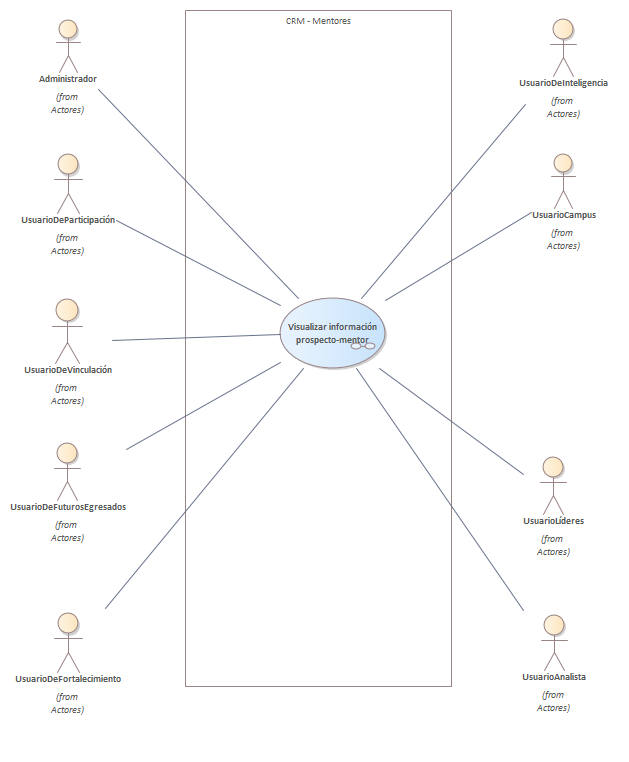 CRM - Mentores
Administrador
(from
Actores)
UsuarioDeInteligencia
(from
Actores)
UsuarioDeParticipación
(from
Actores)
UsuarioCampus
(from
Actores)
UsuarioDeVinculación
(from
Actores)
Visualizar información
prospecto-mentor
UsuarioDeFuturosEgresados
(from
Actores)
UsuarioLíderes
(from
Actores)
UsuarioDeFortalecimiento
(from
Actores)
UsuarioAnalista
(from
Actores)